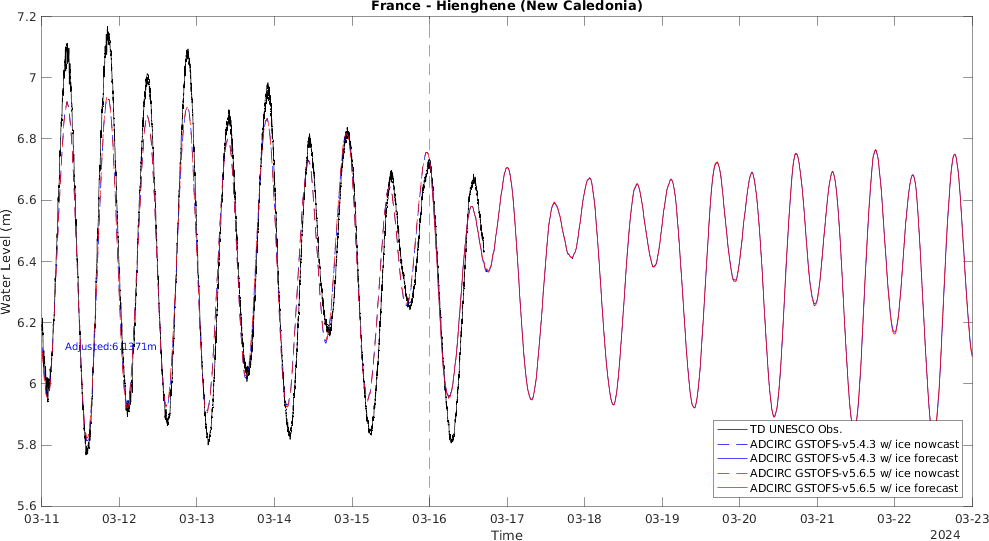 France - Hienghene (New Caledonia)
7.2
7
6.8
6.6
6.4
6.2
6
5.8
5.6
Water Level (m)
Adjusted:6.1371m
TD UNESCO Obs.
ADCIRC GSTOFS-v5.4.3 w/ ice nowcast
ADCIRC GSTOFS-v5.4.3 w/ ice forecast
ADCIRC GSTOFS-v5.6.5 w/ ice nowcast
ADCIRC GSTOFS-v5.6.5 w/ ice forecast
03-11 03-12 03-13 03-14 03-15 03-16 03-17 03-18 03-19 03-20 03-21 03-22 03-23
Time
2024